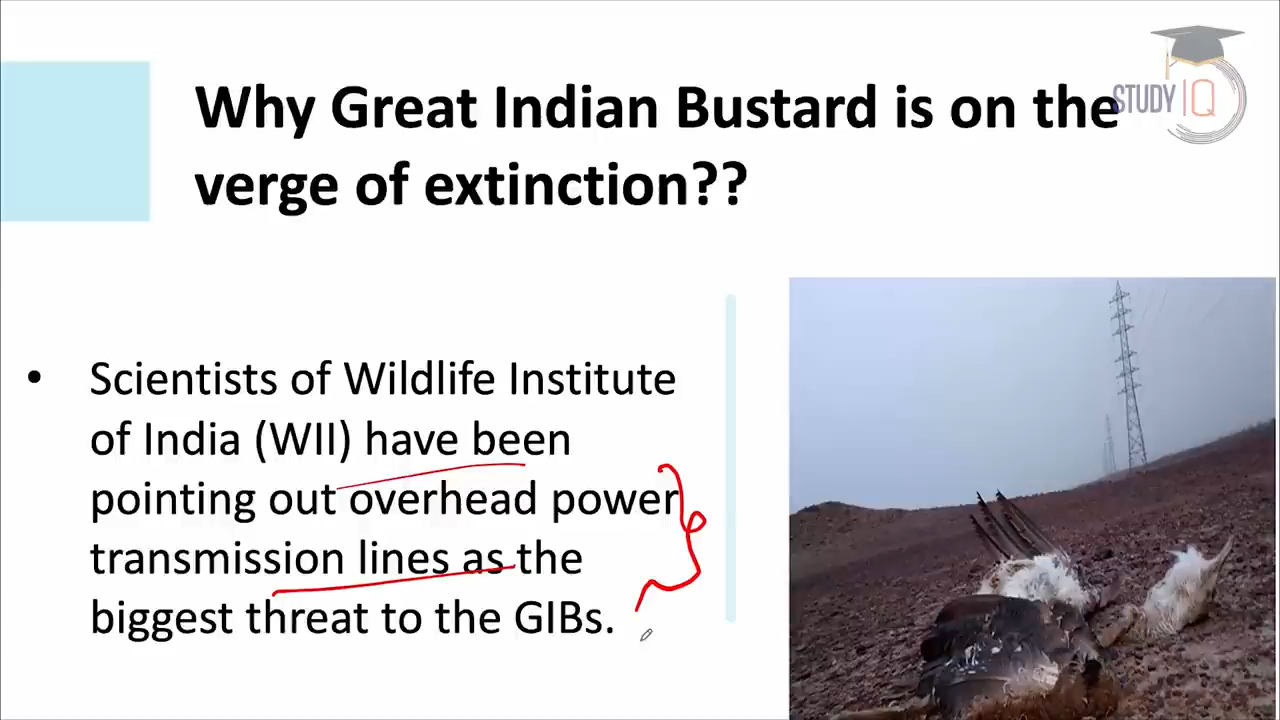 Why Great Indian Bustard is on the
verge of extinction??
STUDY IQ
• Scientists of Wildlife Institute
of India (WII) have been
pointing out overhead power
transmission lines as the
biggest threat to the GIBs.